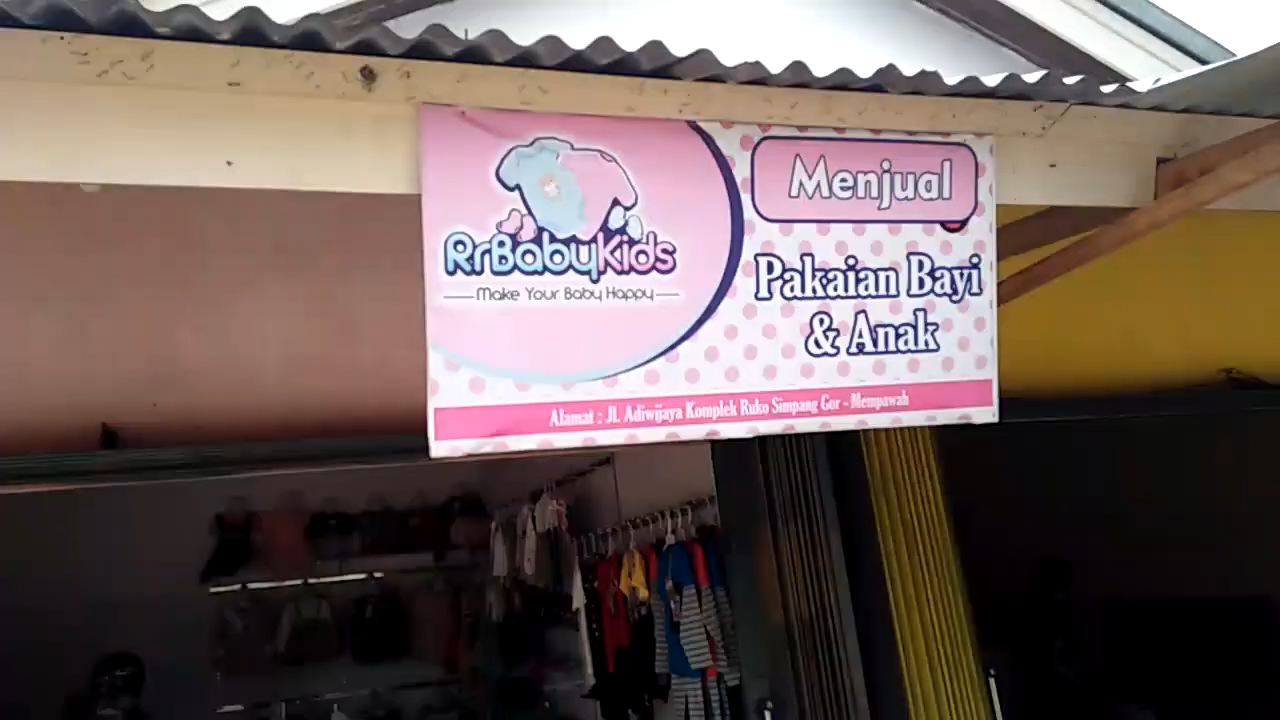 RrBabyKids
Make Your Baby Happy
Menjual
Pakaian Bayi
& Anak
Alamat : Jl. Adiwijaya Komplek Ruko Simpang Gor - Mempawah